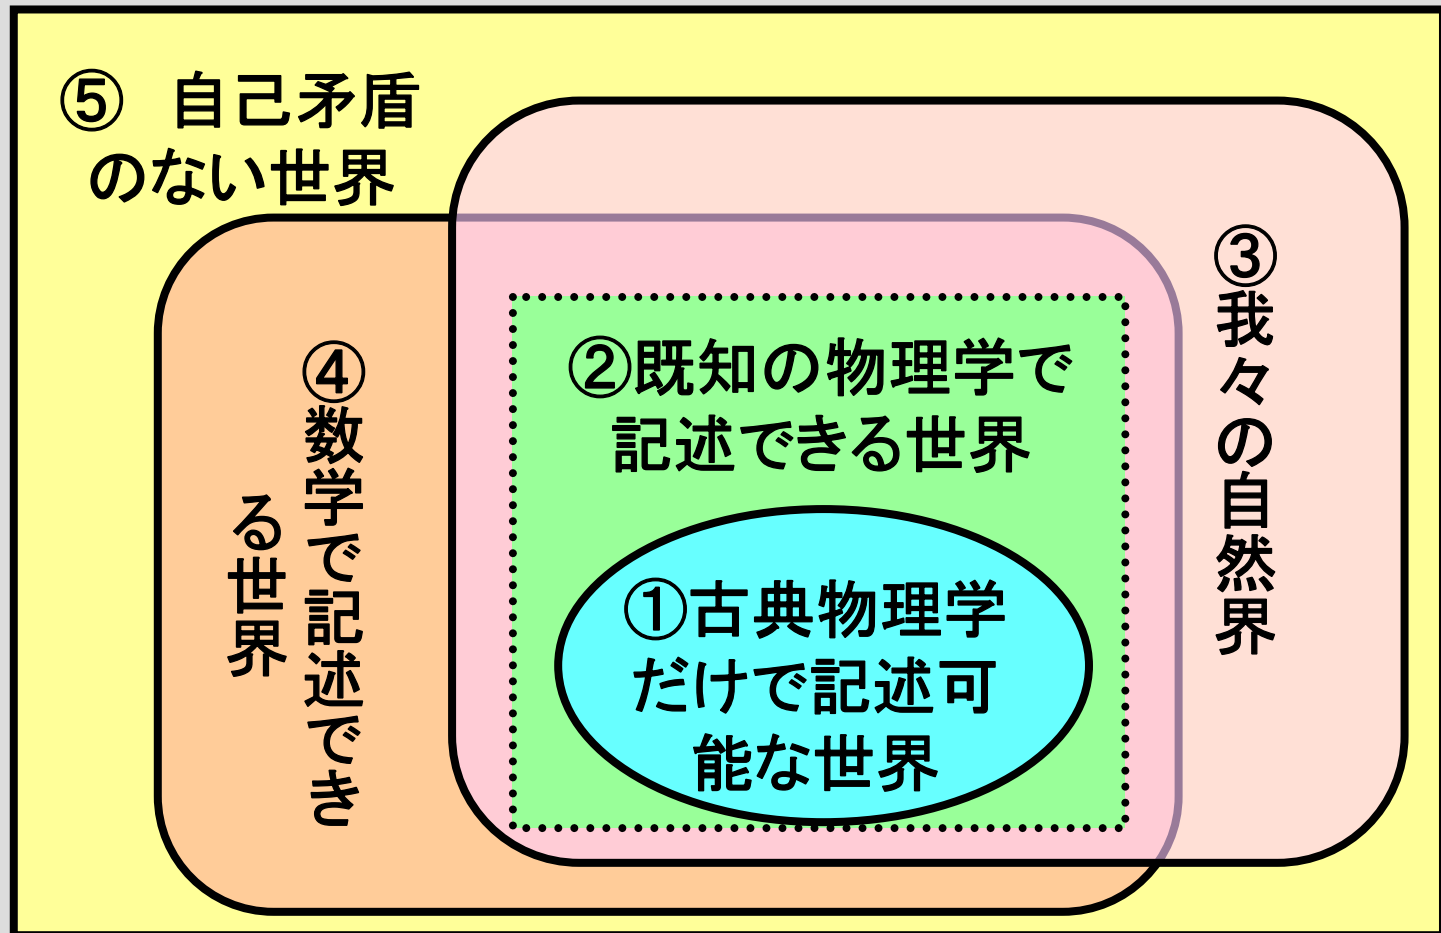 ⑤　自己矛盾
のない世界
③我々の自然界
②既知の物理学で
記述できる世界
④数学で記述でき
る世界
①古典物理学
だけで記述可
能な世界